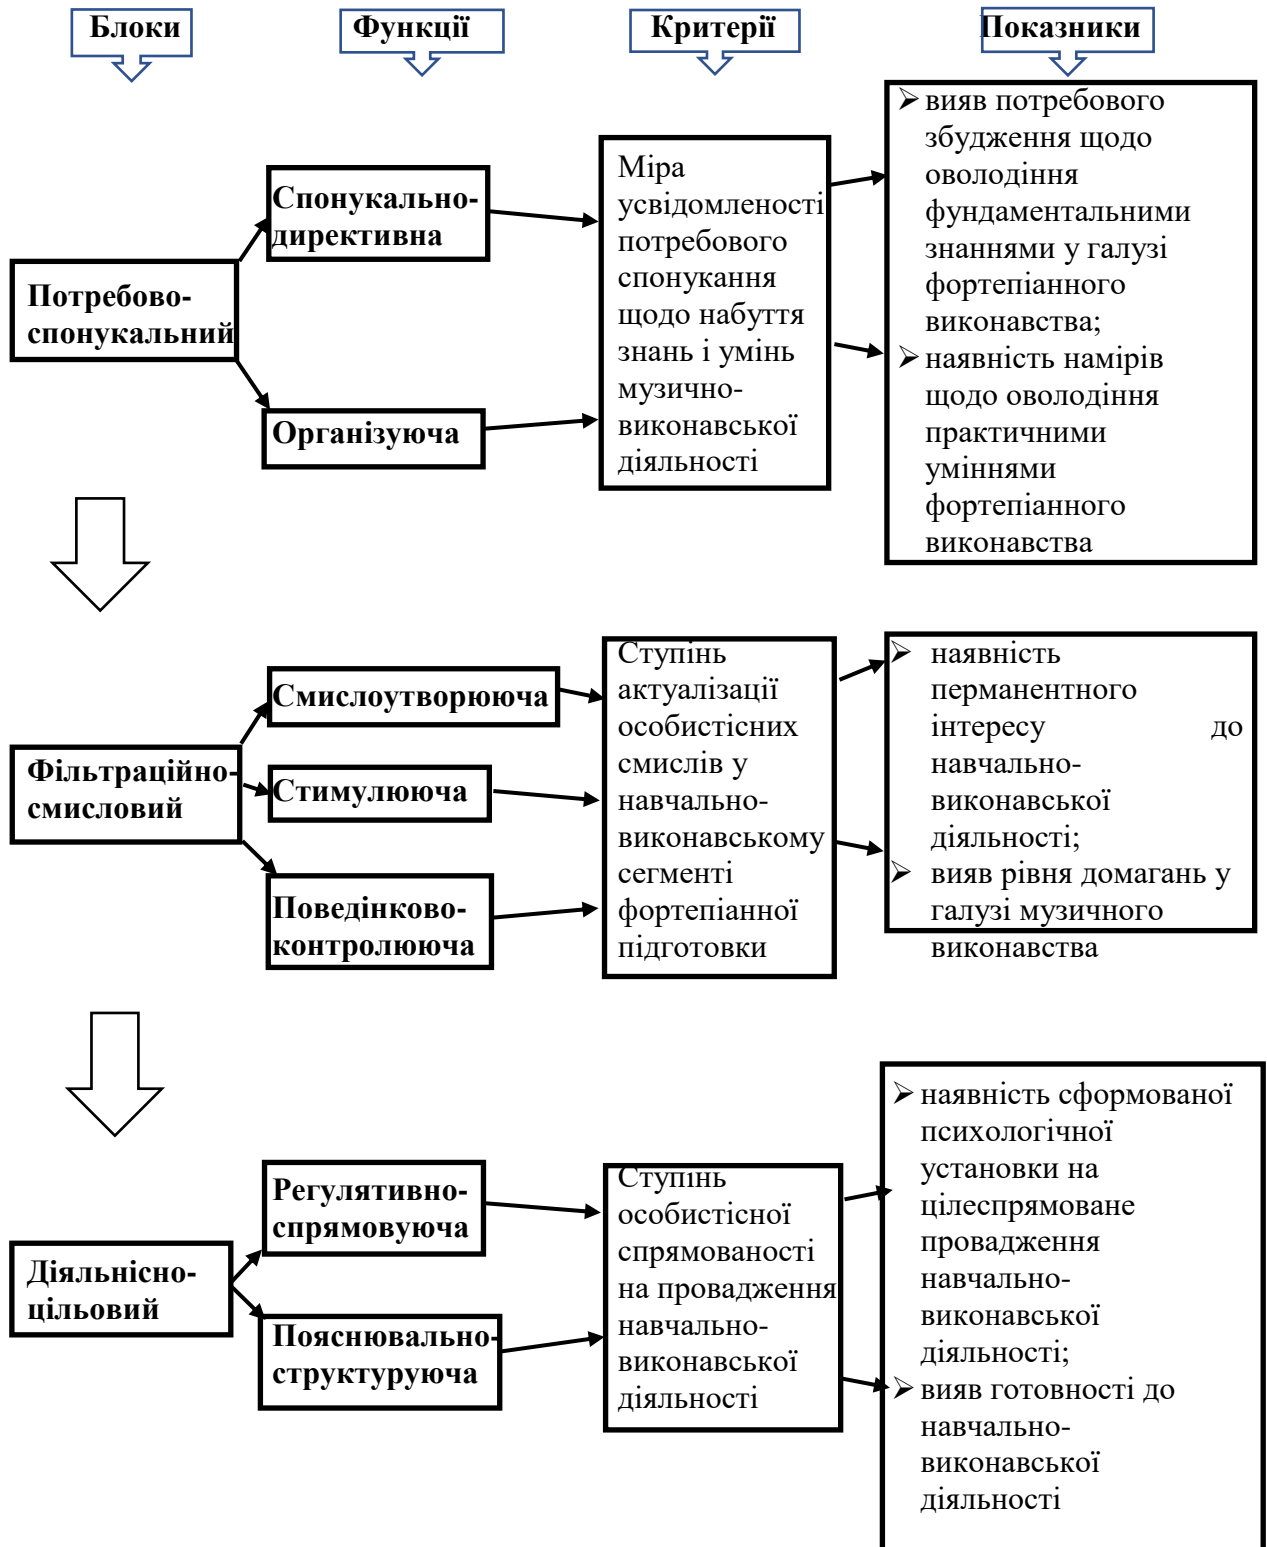 Блоки
Функції
Критерії
Показники
Потребово-
спонукальний
Спонукально-
директивна
Організуюча
Міра
усвідомленості
потребового
спонукання
щодо набуття
знань і умінь
музично-
виконавської
діяльності
➢ вияв потребового
збудження щодо
оволодіння
фундаментальними
знаннями у галузі
фортепіанного
виконавства;
➢ наявність намірів
щодо оволодіння
практичними
уміннями
фортепіанного
виконавства
Фільтраційно-
смисловий
Смислоутворююча
Стимулююча
Поведінково-
контролююча
Ступінь
актуалізації
особистісних
смислів у
навчально-
виконавському
сегменті
фортепіанної
підготовки
➢ наявність
перманентного
інтересу до
навчально-
виконавської
діяльності;
➢ вияв рівня домагань у
галузі музичного
виконавства
Діяльнісно-
цільовий
Регулятивно-
спрямовуюча
Пояснювально-
структуруюча
Ступінь
особистісної
спрямованості
на провадження
навчально-
виконавської
діяльності
➢ наявність сформованої
психологічної
установки на
цілеспрямоване
провадження
навчально-
виконавської
діяльності;
➢ вияв готовності до
навчально-
виконавської
діяльності